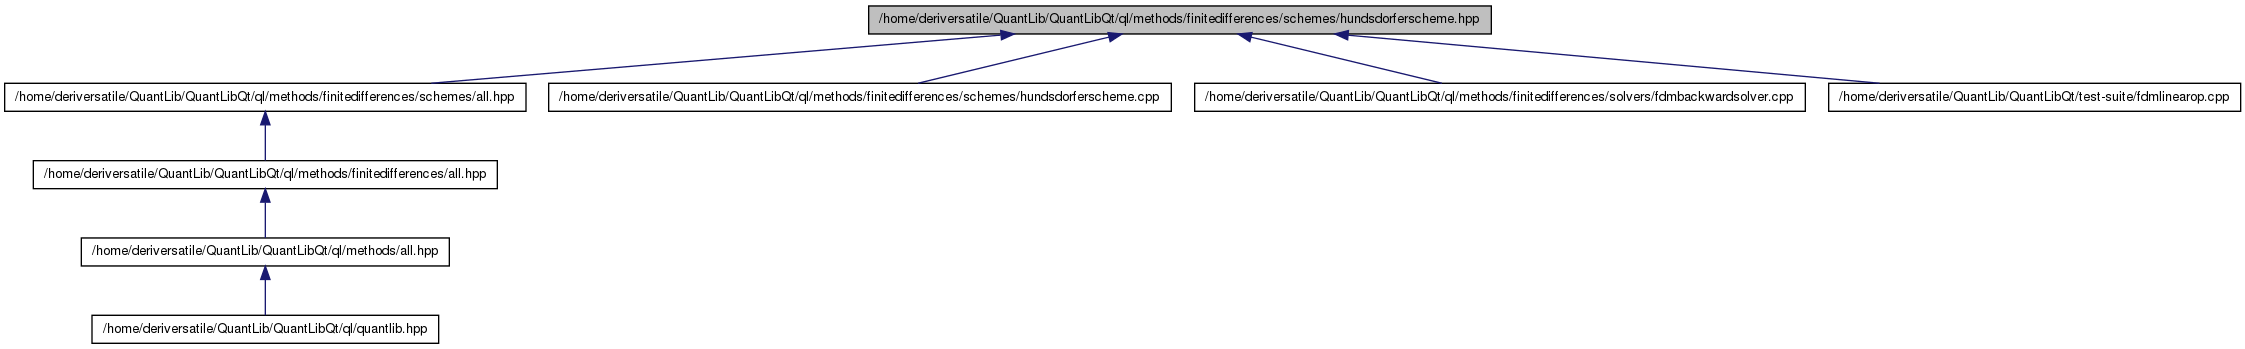 /home/deriversatile/QuantLib/QuantLibQt/ql/methods/finitedifferences/schemes/hundsdorferscheme.hpp
/home/deriversatile/QuantLib/QuantLibQt/ql/methods/finitedifferences/schemes/all.hpp
/home/deriversatile/QuantLib/QuantLibQt/ql/methods/finitedifferences/schemes/hundsdorferscheme.cpp
/home/deriversatile/QuantLib/QuantLibQt/ql/methods/finitedifferences/solvers/fdmbackwardsolver.cpp
/home/deriversatile/QuantLib/QuantLibQt/test-suite/fdmlinearop.cpp
/home/deriversatile/QuantLib/QuantLibQt/ql/methods/finitedifferences/all.hpp
/home/deriversatile/QuantLib/QuantLibQt/ql/methods/all.hpp
/home/deriversatile/QuantLib/QuantLibQt/ql/quantlib.hpp